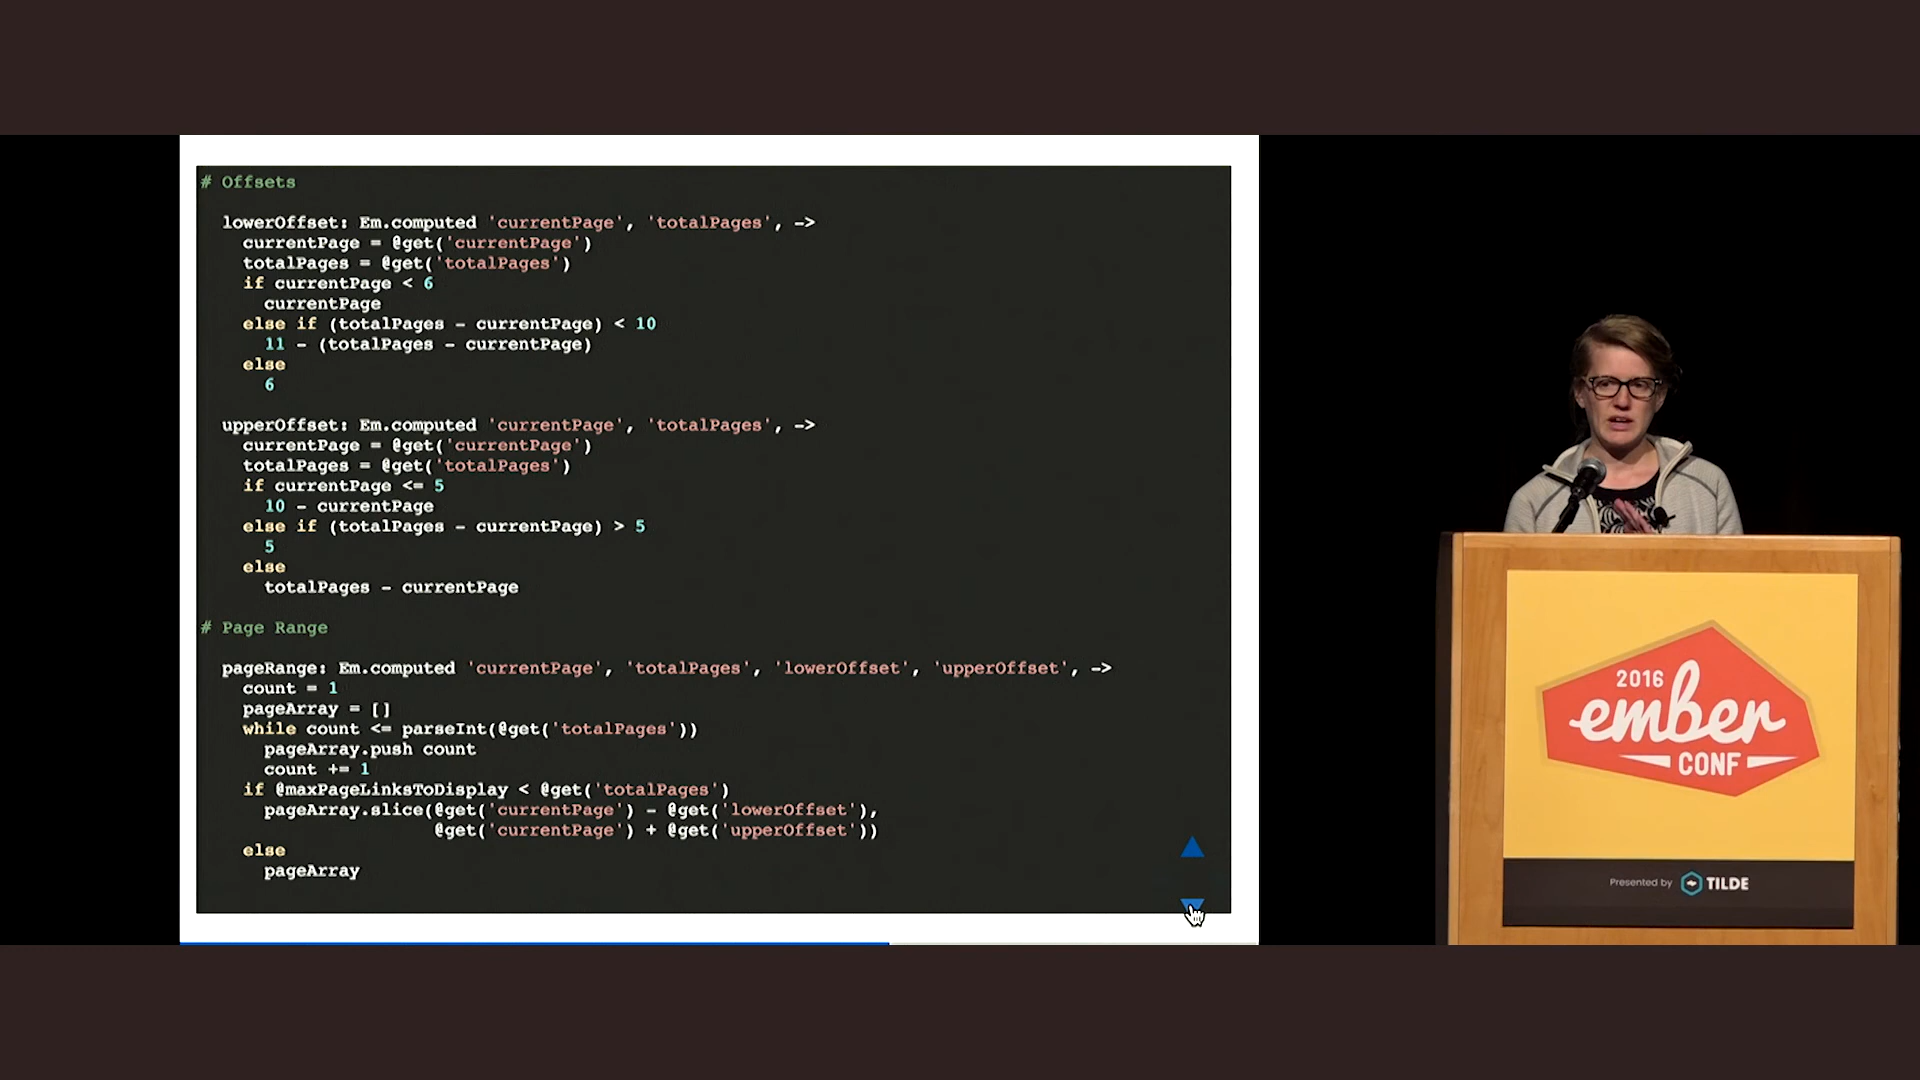 # Offsets
lowerOffset: Em.computed 'currentPage', 'totalPages', ->
currentPage = @get('currentPage')
totalPages = @get('totalPages')
if currentPage < 6
currentPage
else if (totalPages - currentPage) < 10
11 - (totalPages - currentPage)
else
6
upperOffset: Em.computed 'currentPage', 'totalPages', ->
currentPage = @get('currentPage')
totalPages = @get('totalPages')
if currentPage <= 5
10 - currentPage
else if (totalPages - currentPage) > 5
5
else
totalPages - currentPage
# Page Range
pageRange: Em.computed 'currentPage', 'totalPages', 'lowerOffset', 'upperOffset', ->
count = 1
pageArray = []
while count <= parseInt(@get('totalPages'))
pageArray.push count
count += 1
if @maxPageLinksToDisplay < @get('totalPages')
pageArray.slice(@get('currentPage') - @get('lowerOffset'),
@get('currentPage') + @get('upperOffset'))
else
pageArray
2016
ember
CONF
Presented by TILDE